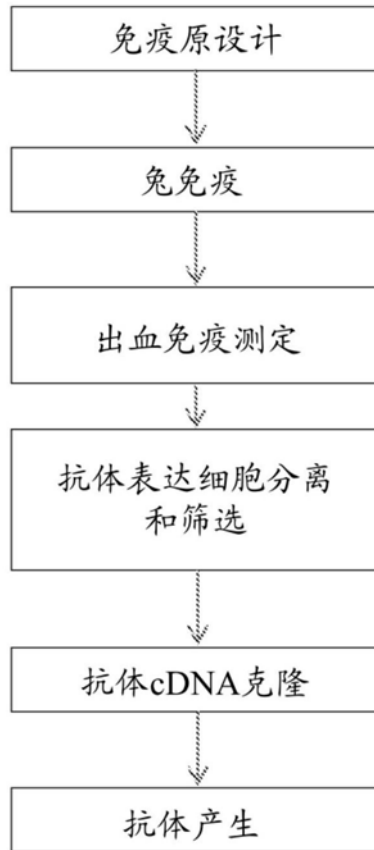 免疫原设计
兔免疫
出血免疫测定
抗体表达细胞分离
和筛选
抗体cDNA克隆
抗体产生